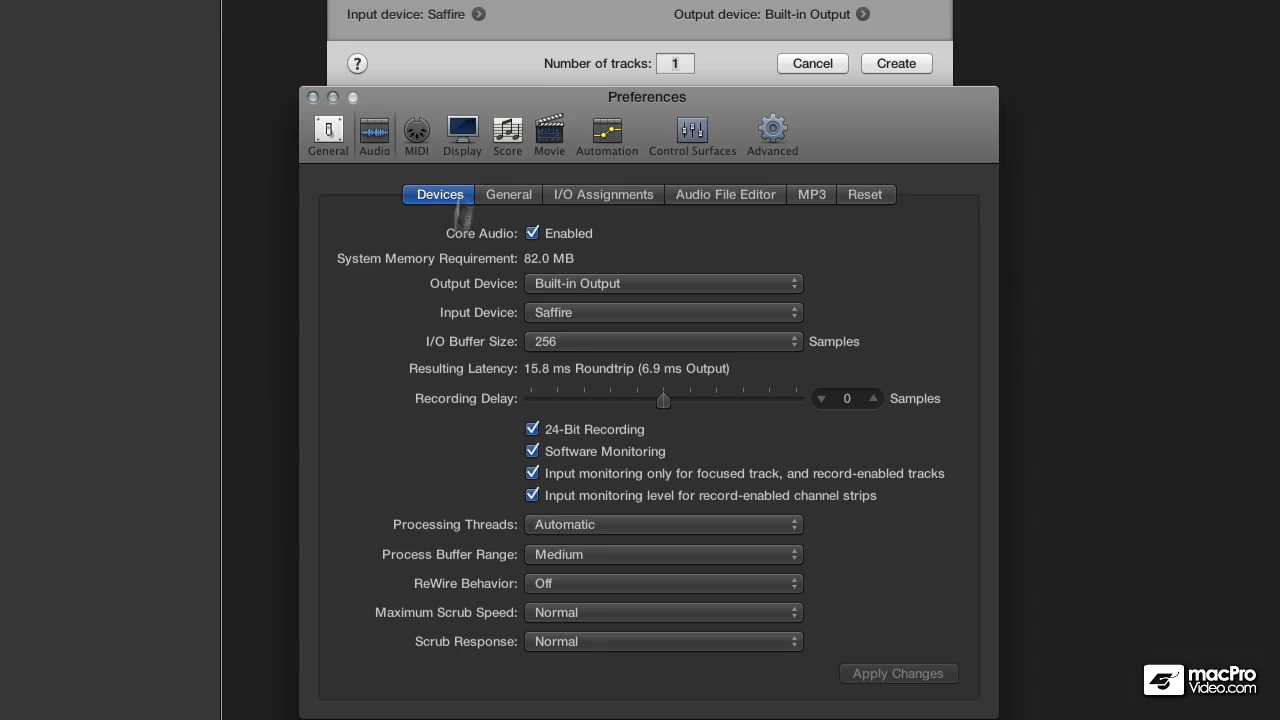 Input device: Saffire Output device: Built-in Output
? Number of tracks: 1 Cancel Create
Preferences
General Audio MIDI Display Score Movie Automation Control Surfaces Advanced
Devices General I/O Assignments Audio File Editor MP3 Reset
Core Audio: Enabled
System Memory Requirement: 82.0 MB
Output Device: Built-in Output
Input Device: Saffire
I/O Buffer Size: 256 Samples
Resulting Latency: 15.8 ms Roundtrip (6.9 ms Output)
Recording Delay: 0 Samples
24-Bit Recording
Software Monitoring
Input monitoring only for focused track, and record-enabled tracks
Input monitoring level for record-enabled channel strips
Processing Threads: Automatic
Process Buffer Range: Medium
ReWire Behavior: Off
Maximum Scrub Speed: Normal
Scrub Response: Normal
Apply Changes
macPro
Video.com